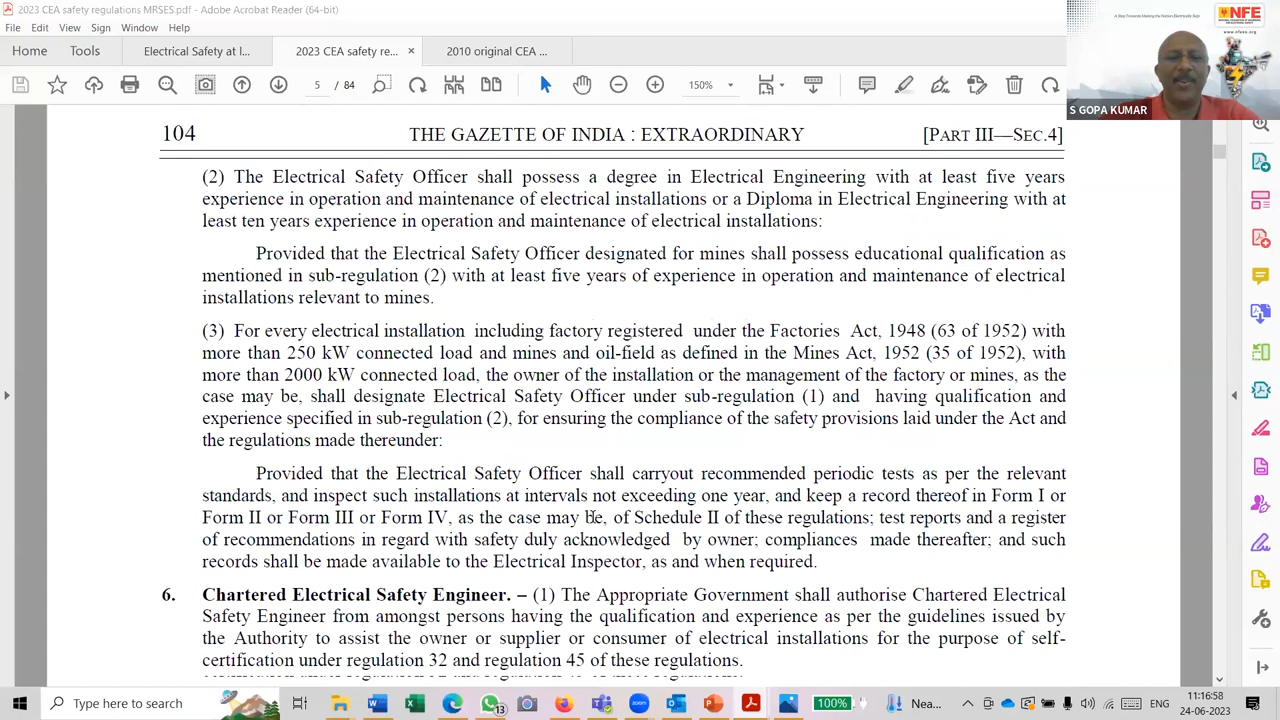 2023 CEA safety regulations MRSES3.pdf - Adobe Acrobat Reader (64-bit)
File Edit View Sign Window Help
Home Tools Electrical Safety at I... 2023 CEA safety re... × 2010 original CEA r...
5 / 84 150%
A Step Towards Making the Nation Electrically Safe
NFE
www.nfees.org
S GOPA KUMAR
104 THE GAZETTE OF INDIA : EXTRAORDINARY [PART III—SEC.4]
(2) The Electrical Safety Officer shall possess a degree in Electrical Engineering with at least five years
experience in operation and maintenance of electrical installations or a Diploma in Electrical Engineering with at
least ten years experience in operation and maintenance of electrical installations:
Provided that the Electrical Safety Officer designated for mines shall possess educational qualification as
mentioned in sub-regulation (2) with at least five years of experience in operation and maintenance of electrical
installations relevant to mines.
(3) For every electrical installation including factory registered under the Factories Act, 1948 (63 of 1952) with
more than 250 kW connected load and mines and oil-field as defined in the Mines Act, 1952 (35 of 1952), with
more than 2000 kW connected load, the owner of the installation or the management of the factory or mines, as the
case may be, shall designate Electrical Safety Officer under sub-regulation (1) and having qualification and
experience specified in sub-regulation (2), for ensuring the compliance of the safety provisions laid under the Act and
the regulations made thereunder:
Provided that the Electrical Safety Officer shall carryout recommended periodic tests as per the relevant
standards, and inspect such installations at intervals not exceeding one year, and keep a record thereof in Form I or
Form II or Form III or Form IV, as the case may be, of Schedule II of these regulations; test reports and a register
of recommendations in regard with safety duly acknowledged by owner; compliances made thereafter; and such
records shall be made available to the Electrical Inspector, as and when required.
6. Chartered Electrical Safety Engineer. – (1) The Appropriate Government shall authorise Chartered Electrical
Safety Engineer from amongst persons having the qualification and experience as per the guidelines issued by
the Authority to assist the owner or supplier or consumer of electrical installations for the purpose of self-
certification under regulation 32 and regulation 45 of these regulations.
Type here to search
100% Nea... ENG 11:16:58
24-06-2023